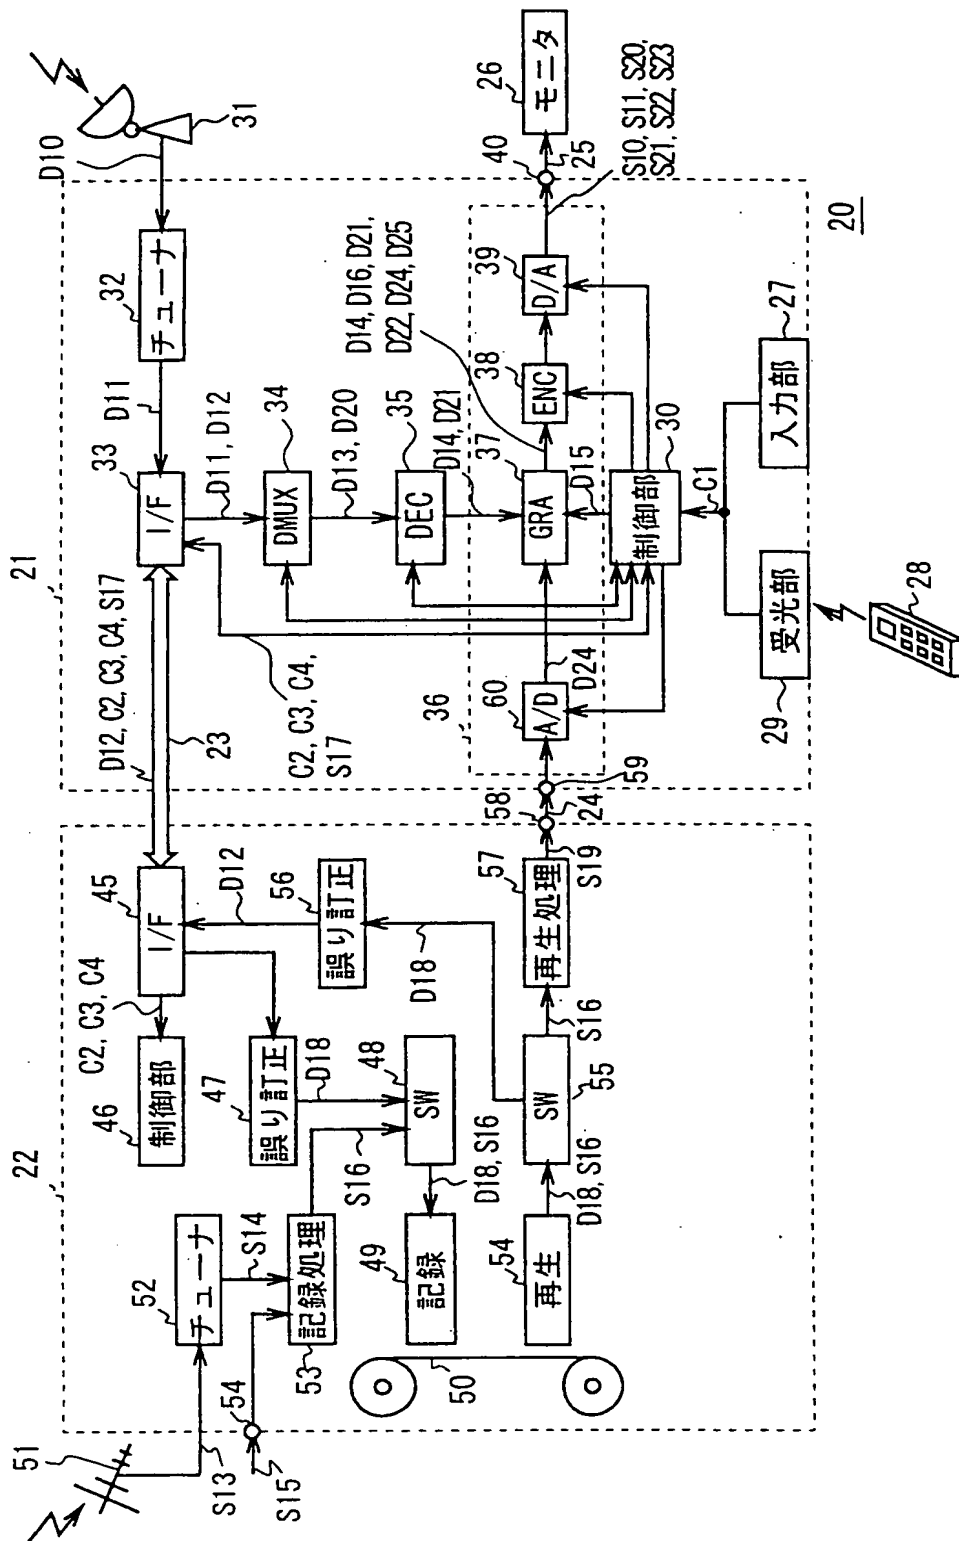 20
21
22
D10
31
チューナ
32
D11
33
I/F
D12, C2, C3, C4, S17
23
D11, D12
34
DMUX
D13, D20
35
DEC
D14, D21
C2, C3, C4,
S17
D14, D16, D21,
D22, D24, D25
36
60
A/D
D24
37
GRA
D15
38
ENC
39
D/A
40
25
26
モニタ
S10, S11, S20,
S21, S22, S23
30
制御部
C1
27
入力部
28
29
受光部
51
S13
52
チューナ
S14
54
S15
53
記録処理
S16
45
I/F
C2, C3, C4
46
制御部
47
誤り訂正
D18
48
SW
D18, S16
49
記録
50
54
再生
D18, S16
55
SW
D18
56
誤り訂正
D12
S16
57
再生処理
S19
58
24
59